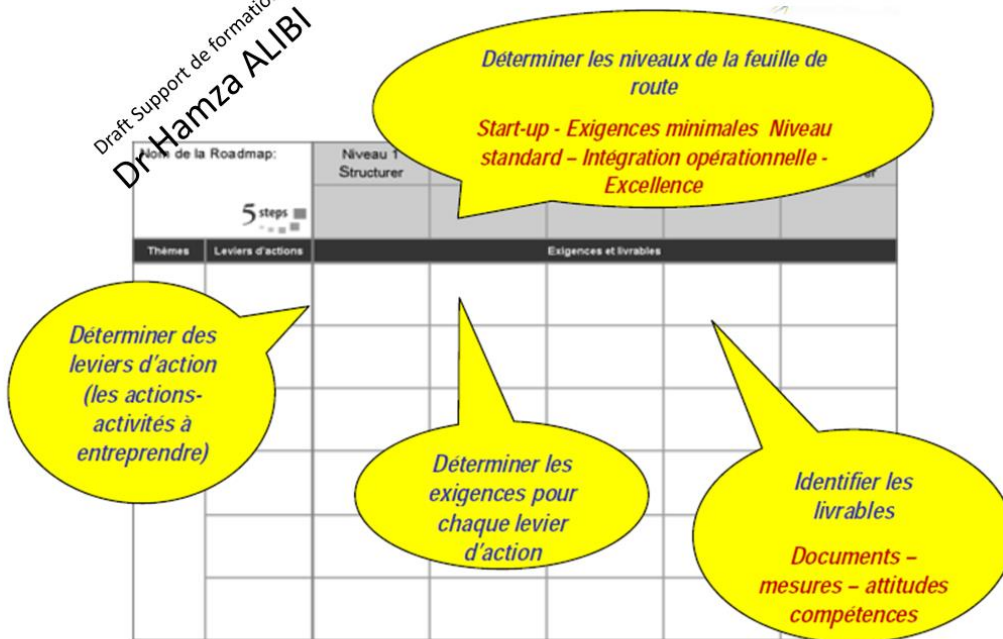 Draft Support de formation
Dr Hamza ALIBI
Déterminer les niveaux de la feuille de
route
Start-up - Exigences minimales Niveau
standard – Intégration opérationnelle -
Excellence
Nom de la Roadmap:
Niveau 1
Structurer
5 steps
Thèmes
Leviers d'actions
Exigences et livrables
Déterminer des
leviers d'action
(les actions-
activités à
entreprendre)
Déterminer les
exigences pour
chaque levier
d'action
Identifier les
livrables
Documents –
mesures – attitudes
compétences